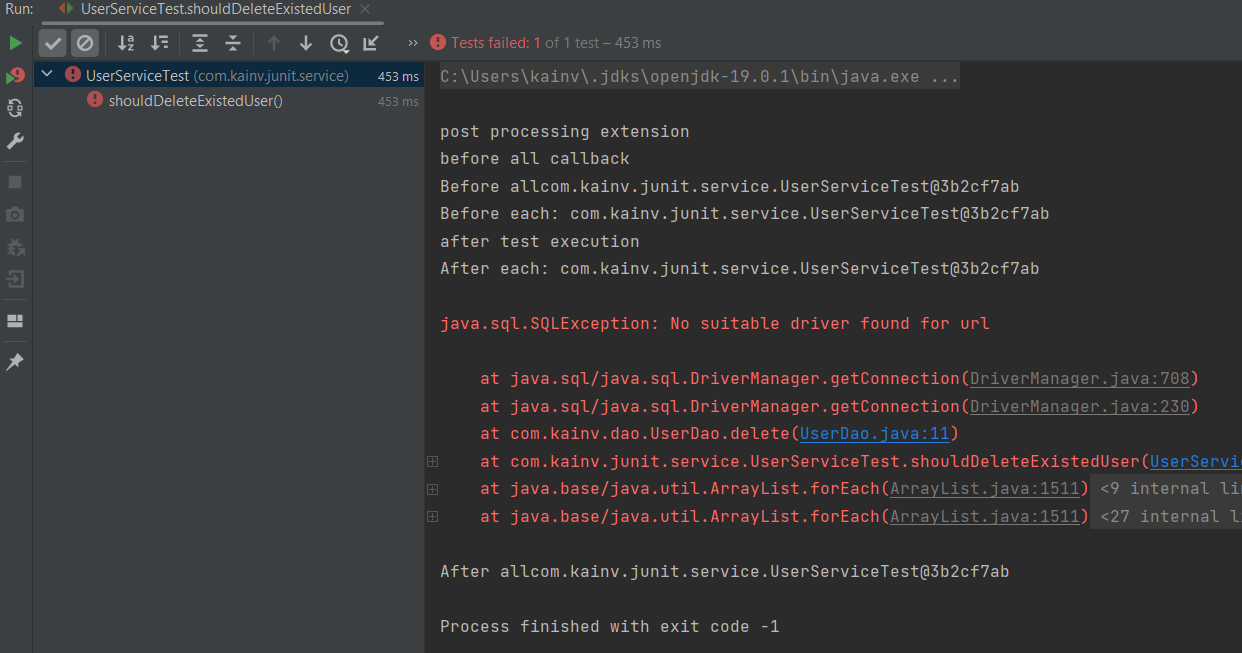 Run: UserServiceTest.shouldDeleteExistedUser
Tests failed: 1 of 1 test – 453 ms
UserServiceTest (com.kainv.junit.service) 453 ms
shouldDeleteExistedUser() 453 ms
C:\Users\kainv\.jdks\openjdk-19.0.1\bin\java.exe ...
post processing extension
before all callback
Before allcom.kainv.junit.service.UserServiceTest@3b2cf7ab
Before each: com.kainv.junit.service.UserServiceTest@3b2cf7ab
after test execution
After each: com.kainv.junit.service.UserServiceTest@3b2cf7ab
java.sql.SQLException: No suitable driver found for url
at java.sql/java.sql.DriverManager.getConnection(DriverManager.java:708)
at java.sql/java.sql.DriverManager.getConnection(DriverManager.java:230)
at com.kainv.dao.UserDao.delete(UserDao.java:11)
at com.kainv.junit.service.UserServiceTest.shouldDeleteExistedUser(UserServi
at java.base/java.util.ArrayList.forEach(ArrayList.java:1511) <9 internal li
at java.base/java.util.ArrayList.forEach(ArrayList.java:1511) <27 internal l
After allcom.kainv.junit.service.UserServiceTest@3b2cf7ab
Process finished with exit code -1